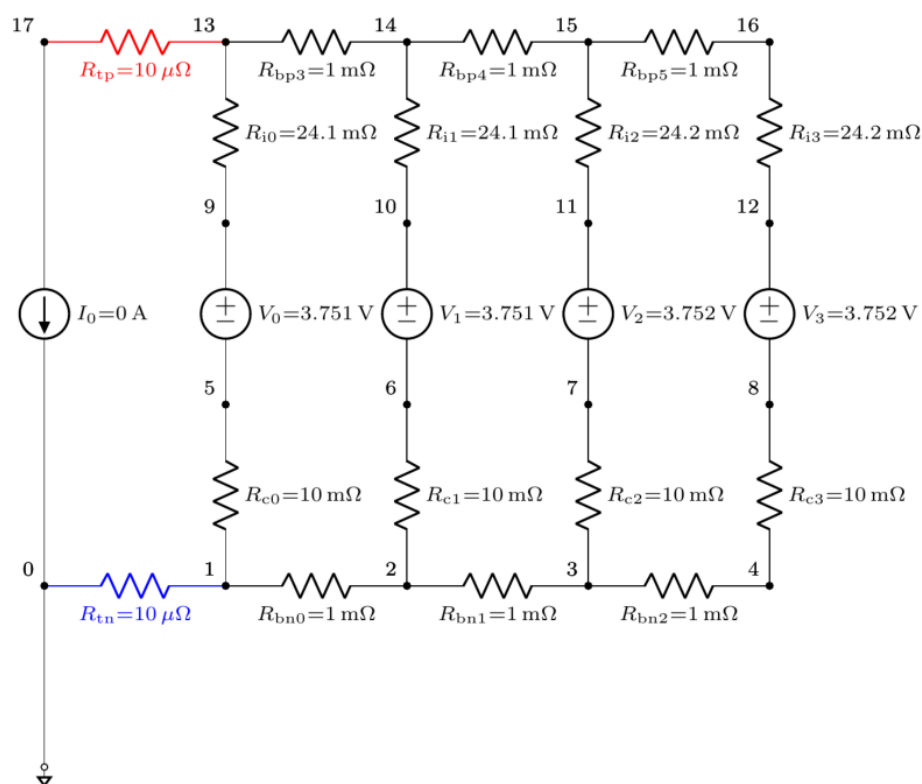 17 13 14 15 16
R_tp=10 μΩ R_bp3=1 mΩ R_bp4=1 mΩ R_bp5=1 mΩ
R_i0=24.1 mΩ R_i1=24.1 mΩ R_i2=24.2 mΩ R_i3=24.2 mΩ
9 10 11 12
I_0=0 A V_0=3.751 V V_1=3.751 V V_2=3.752 V V_3=3.752 V
5 6 7 8
R_c0=10 mΩ R_c1=10 mΩ R_c2=10 mΩ R_c3=10 mΩ
0 1 2 3 4
R_tn=10 μΩ R_bn0=1 mΩ R_bn1=1 mΩ R_bn2=1 mΩ